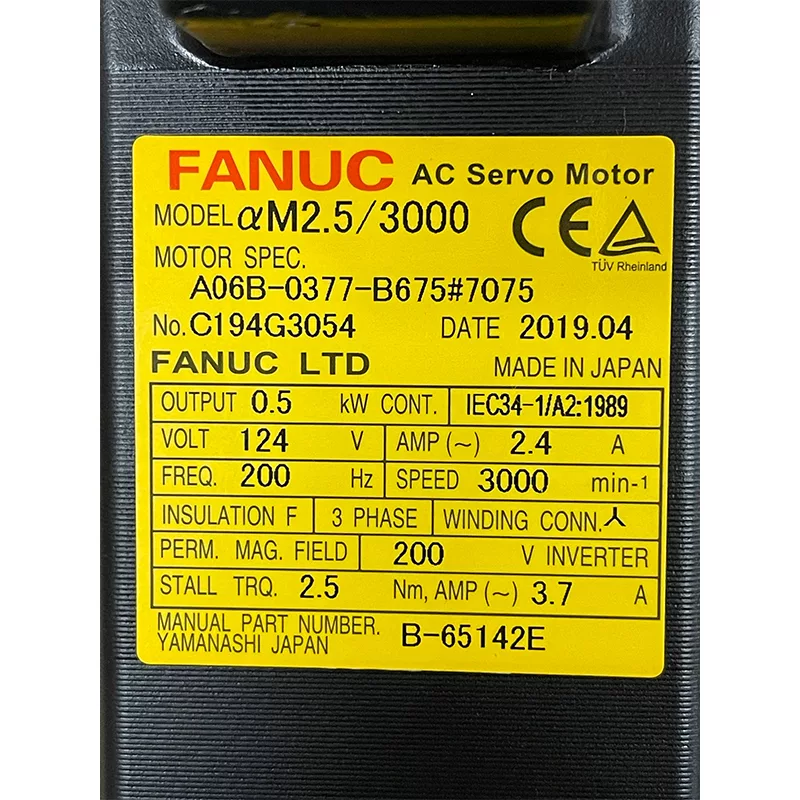 FANUC AC Servo Motor
MODEL αM2.5/3000
CE
TÜV Rheinland
MOTOR SPEC.
A06B-0377-B675#7075
No. C194G3054 DATE 2019.04
FANUC LTD MADE IN JAPAN
OUTPUT 0.5 kW CONT. IEC34-1/A2:1989
VOLT 124 V AMP (~) 2.4 A
FREQ. 200 Hz SPEED 3000 min-1
INSULATION F 3 PHASE WINDING CONN. 人
PERM. MAG. FIELD 200 V INVERTER
STALL TRQ. 2.5 Nm, AMP (~) 3.7 A
MANUAL PART NUMBER. B-65142E
YAMANASHI JAPAN